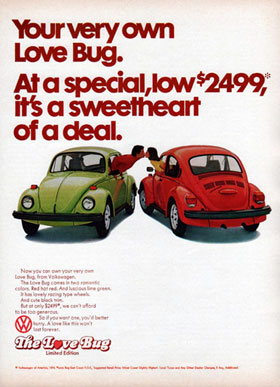 Your very own
Love Bug.
At a special, low $2499,*
it's a sweetheart
of a deal.
Now you can own your very own
Love Bug, from Volkswagen.
The Love Bug comes in two romantic
colors. Red hot red. And luscious lime green.
It has lovely racing type wheels.
And cute black trim.
But at only $2499*, we can't afford
to be too generous.
So if you want one, you'd better
hurry. A love like this won't
last forever.
The Love Bug
Limited Edition